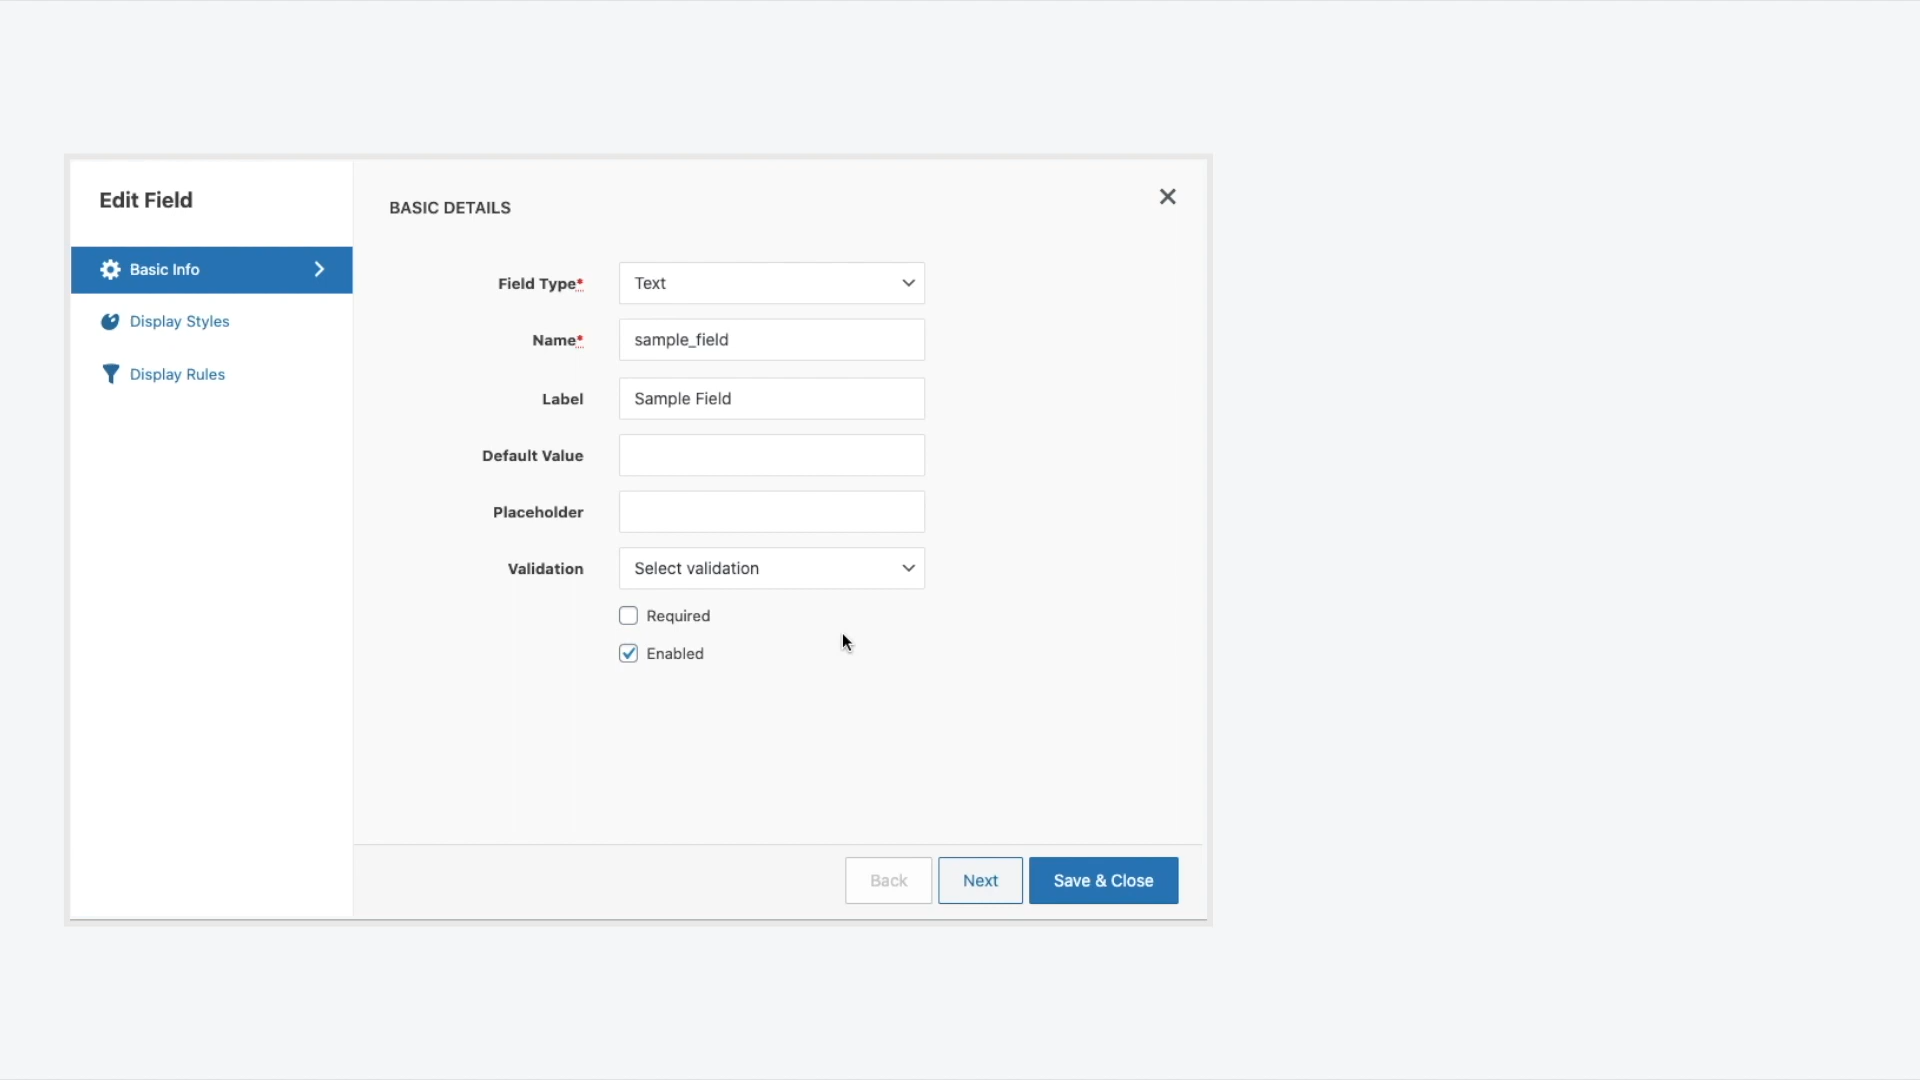 Edit Field
Basic Info
Display Styles
Display Rules
BASIC DETAILS
Field Type*
Text
Name*
sample_field
Label
Sample Field
Default Value
Placeholder
Validation
Select validation
Required
Enabled
Back
Next
Save & Close